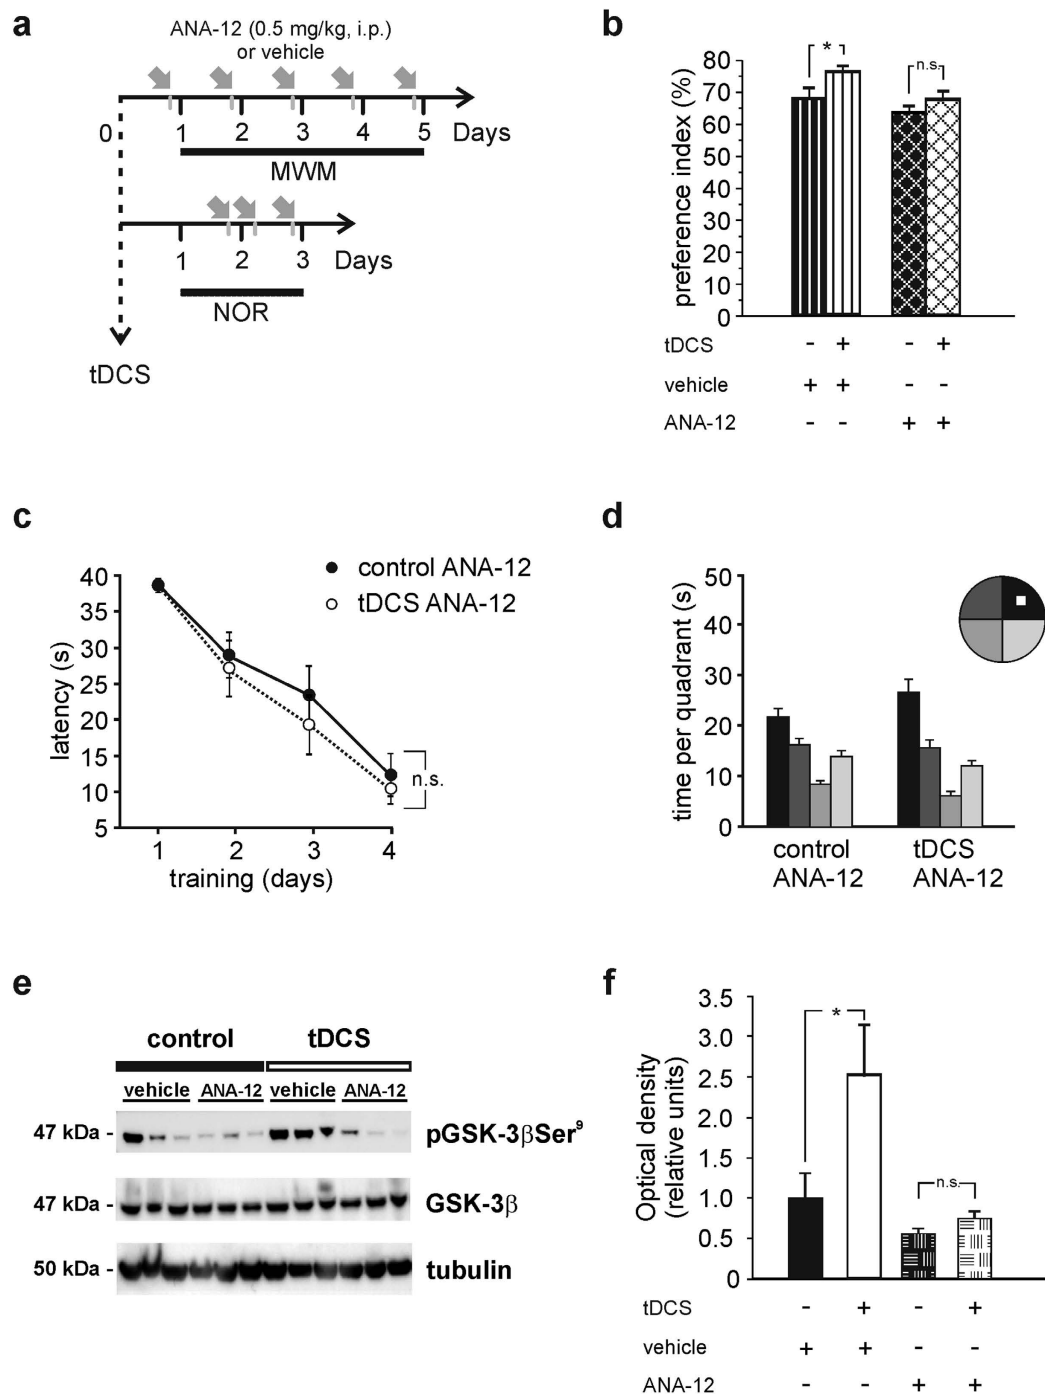 a
ANA-12 (0.5 mg/kg, i.p.)
or vehicle
0
1 2 3 4 5 Days
MWM
1 2 3 Days
NOR
tDCS
b
preference index (%)
80
70
60
50
40
30
20
10
0
*
n.s.
tDCS - + - +
vehicle + + - -
ANA-12 - - + +
c
control ANA-12
tDCS ANA-12
latency (s)
40
35
30
25
20
15
10
5
n.s.
1 2 3 4
training (days)
d
time per quadrant (s)
50
40
30
20
10
0
control tDCS
ANA-12 ANA-12
e
control tDCS
vehicle ANA-12 vehicle ANA-12
47 kDa - pGSK-3βSer⁹
47 kDa - GSK-3β
50 kDa - tubulin
f
Optical density
(relative units)
3.5
3.0
2.5
2.0
1.5
1.0
0.5
0
*
n.s.
tDCS - + - +
vehicle + + - -
ANA-12 - - + +